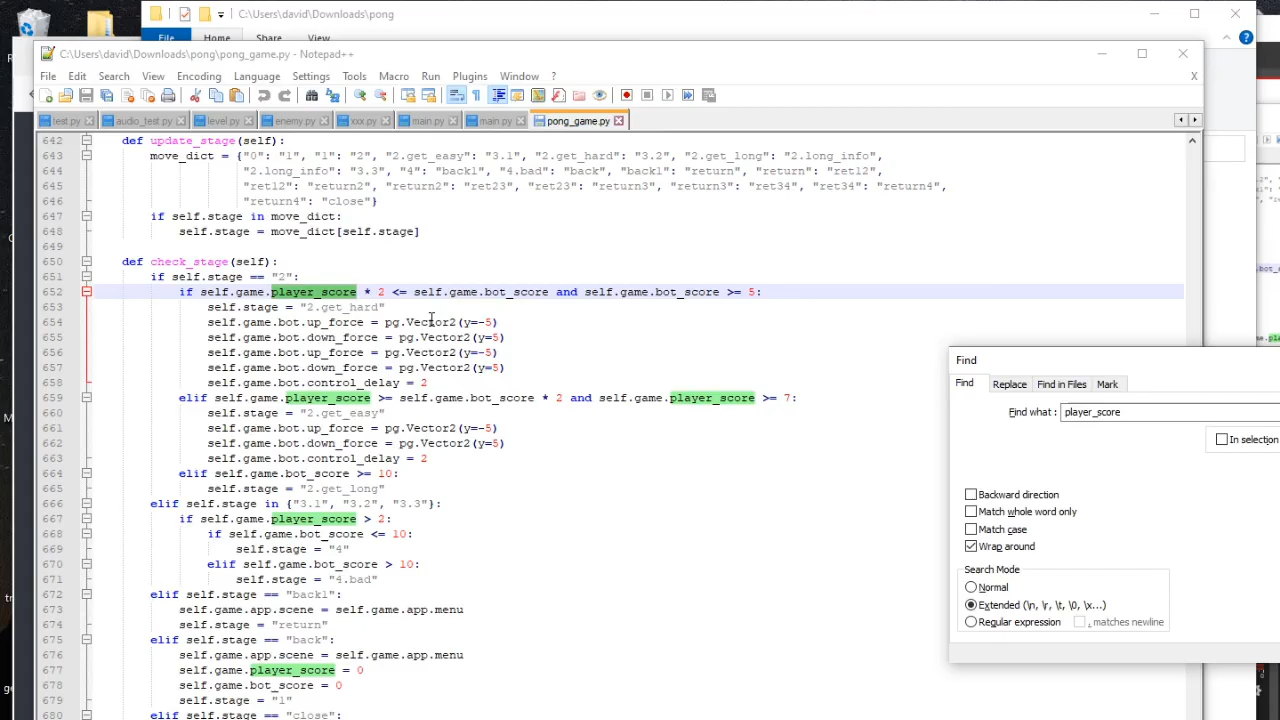 C:\Users\david\Downloads\pong
File Home Share View
C:\Users\david\Downloads\pong\pong_game.py - Notepad++
File Edit Search View Encoding Language Settings Tools Macro Run Plugins Window ? X
test.py audio_test.py level.py enemy.py xxx.py main.py main.py pong_game.py
642 def update_stage(self):
643 move_dict = {"0": "1", "1": "2", "2.get_easy": "3.1", "2.get_hard": "3.2", "2.get_long": "2.long_info",
644 "2.long_info": "3.3", "4": "back1", "4.bad": "back", "back1": "return", "return": "ret12",
645 "ret12": "return2", "return2": "ret23", "ret23": "return3", "return3": "ret34", "ret34": "return4",
646 "return4": "close"}
647 if self.stage in move_dict:
648 self.stage = move_dict[self.stage]
649
650 def check_stage(self):
651 if self.stage == "2":
652 if self.game.player_score * 2 <= self.game.bot_score and self.game.bot_score >= 5:
653 self.stage = "2.get_hard"
654 self.game.bot.up_force = pg.Vector2(y=-5)
655 self.game.bot.down_force = pg.Vector2(y=5)
656 self.game.bot.up_force = pg.Vector2(y=-5)
657 self.game.bot.down_force = pg.Vector2(y=5)
658 self.game.bot.control_delay = 2
659 elif self.game.player_score >= self.game.bot_score * 2 and self.game.player_score >= 7:
660 self.stage = "2.get_easy"
661 self.game.bot.up_force = pg.Vector2(y=-5)
662 self.game.bot.down_force = pg.Vector2(y=5)
663 self.game.bot.control_delay = 2
664 elif self.game.bot_score >= 10:
665 self.stage = "2.get_long"
666 elif self.stage in {"3.1", "3.2", "3.3"}:
667 if self.game.player_score > 2:
668 if self.game.bot_score <= 10:
669 self.stage = "4"
670 elif self.game.bot_score > 10:
671 self.stage = "4.bad"
672 elif self.stage == "back1":
673 self.game.app.scene = self.game.app.menu
674 self.stage = "return"
675 elif self.stage == "back":
676 self.game.app.scene = self.game.app.menu
677 self.game.player_score = 0
678 self.game.bot_score = 0
679 self.stage = "1"
680 elif self.stage == "close":
Find
Find Replace Find in Files Mark
Find what : player_score
In selection
Backward direction
Match whole word only
Match case
Wrap around
Search Mode
Normal
Extended (\n, \r, \t, \0, \x...)
Regular expression . matches newline